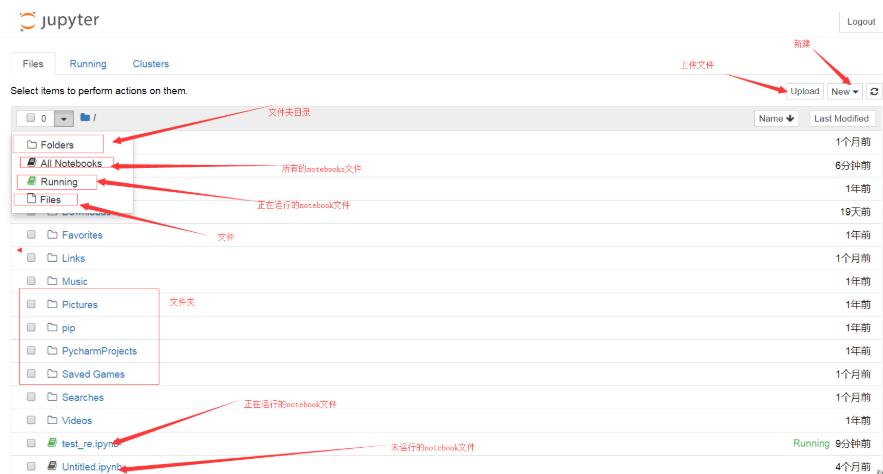 jupyter
Logout
新建
Files Running Clusters
上传文件
Select items to perform actions on them.
Upload New
文件夹目录
0 /
Name Last Modified
Folders
1个月前
All Notebooks
6分钟前
所有的notebooks文件
Running
1年前
正在运行的notebook文件
Files
Downloads
19天前
文件
Favorites
1年前
Links
1个月前
Music
1年前
文件夹
Pictures
1年前
pip
1年前
PycharmProjects
1年前
Saved Games
1个月前
Searches
1个月前
正在运行的notebook文件
Videos
1年前
test_re.ipynb
Running 9分钟前
未运行的notebook文件
Untitled.ipynb
4个月前